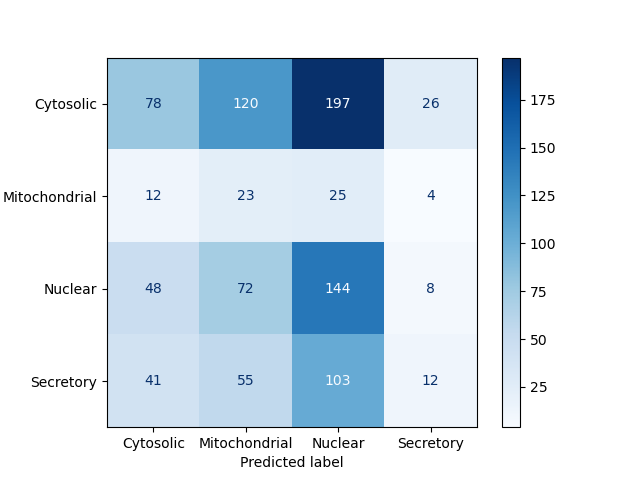 175
Cytosolic 78 120 197 26
150
125
Mitochondrial 12 23 25 4
100
Nuclear 48 72 144 8
75
50
Secretory 41 55 103 12
25
Cytosolic Mitochondrial Nuclear Secretory
Predicted label